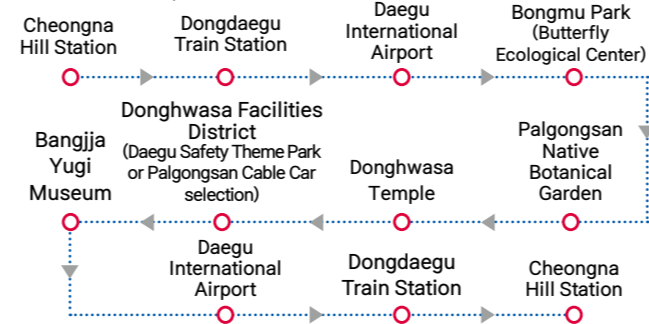 Cheongna
Hill Station
Dongdaegu
Train Station
Daegu
International
Airport
Bongmu Park
(Butterfly
Ecological Center)
Bangjja
Yugi
Museum
Donghwasa Facilities
District
(Daegu Safety Theme Park
or Palgongsan Cable Car
selection)
Donghwasa
Temple
Palgongsan
Native
Botanical
Garden
Daegu
International
Airport
Dongdaegu
Train Station
Cheongna
Hill Station